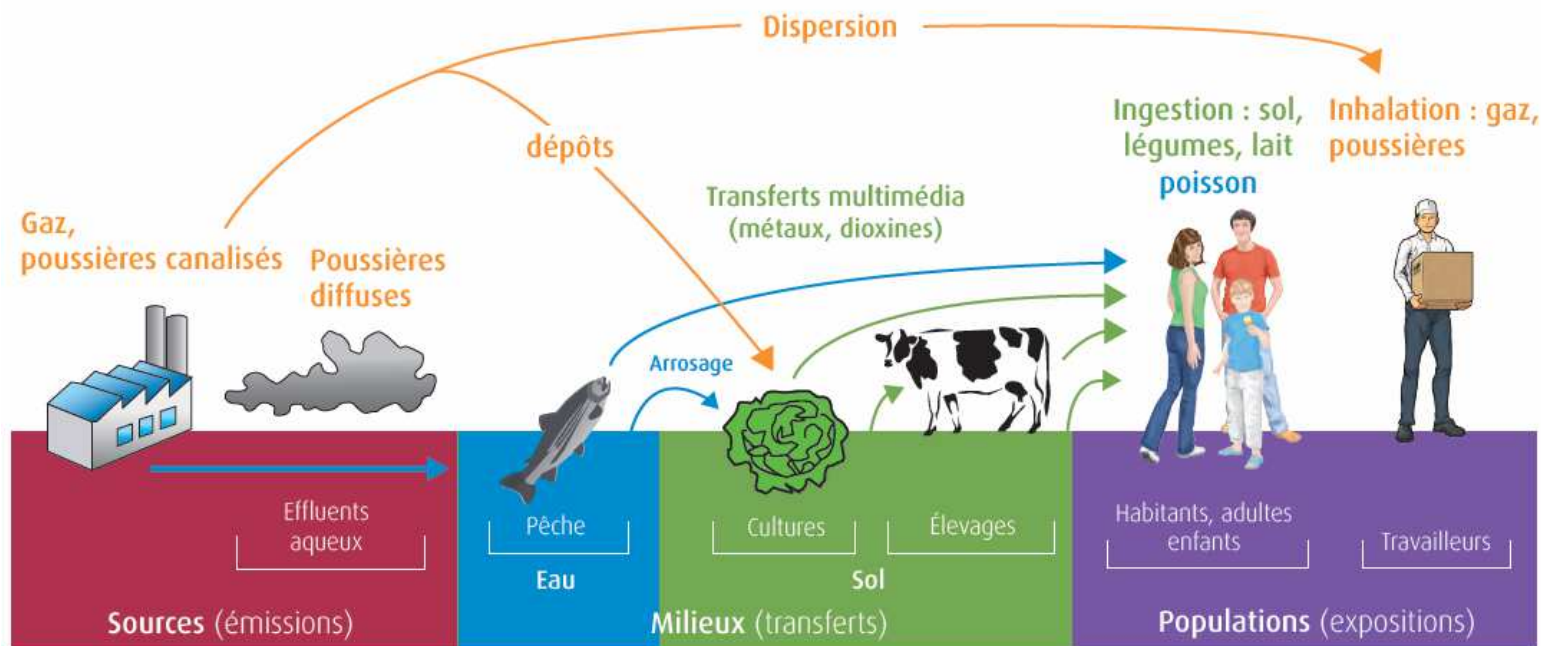 Dispersion
dépôts
Ingestion : sol,
légumes, lait
poisson
Inhalation : gaz,
poussières
Transferts multimédia
(métaux, dioxines)
Gaz,
poussières canalisés
Poussières
diffuses
Arrosage
Effluents
aqueux
Pêche
Cultures
Élevages
Habitants, adultes
enfants
Travailleurs
Eau
Sol
Sources (émissions)
Milieux (transferts)
Populations (expositions)